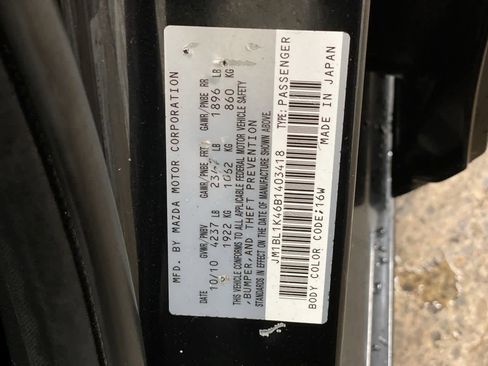 MFD. BY MAZDA MOTOR CORPORATION
DATE GVWR/PNBV GAWR/PNBE FRT GAWR/PNBE RR
10/10 4237 LB 2342 LB 1896 LB
1922 KG 1062 KG 860 KG
THIS VEHICLE CONFORMS TO ALL APPLICABLE FEDERAL MOTOR VEHICLE SAFETY
, BUMPER, AND THEFT PREVENTION
STANDARDS IN EFFECT ON THE DATE OF MANUFACTURE SHOWN ABOVE.
JM1BL1K46B1403418 TYPE: PASSENGER
BODY COLOR CODE: 16W MADE IN JAPAN